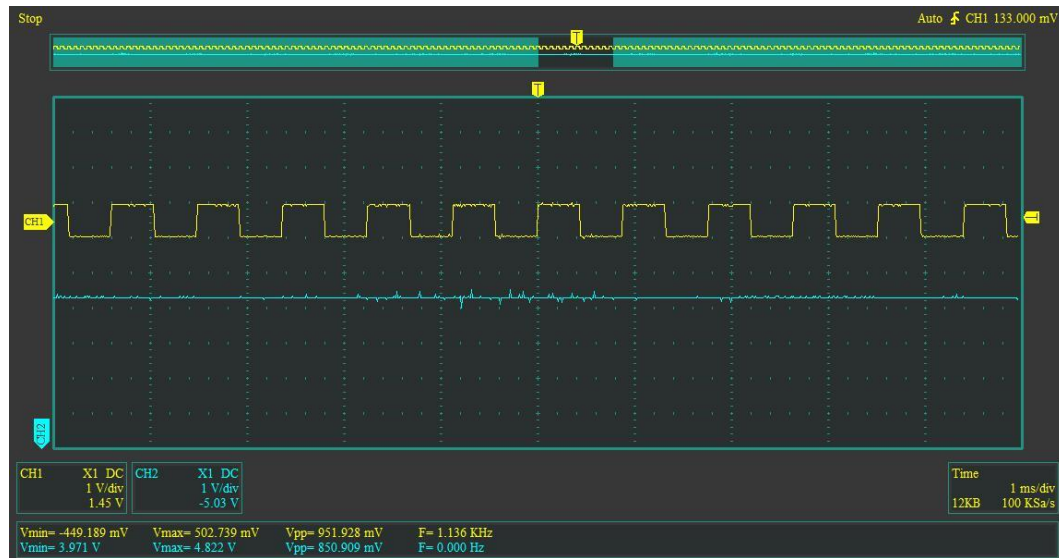 Stop Auto CH1 133.000 mV
T
T
CH1
CH2
CH1 X1 DC CH2 X1 DC Time
1 V/div 1 V/div 1 ms/div
1.45 V -5.03 V 12KB 100 KSa/s
Vmin= -449.189 mV Vmax= 502.739 mV Vpp= 951.928 mV F= 1.136 KHz
Vmin= 3.971 V Vmax= 4.822 V Vpp= 850.909 mV F= 0.000 Hz